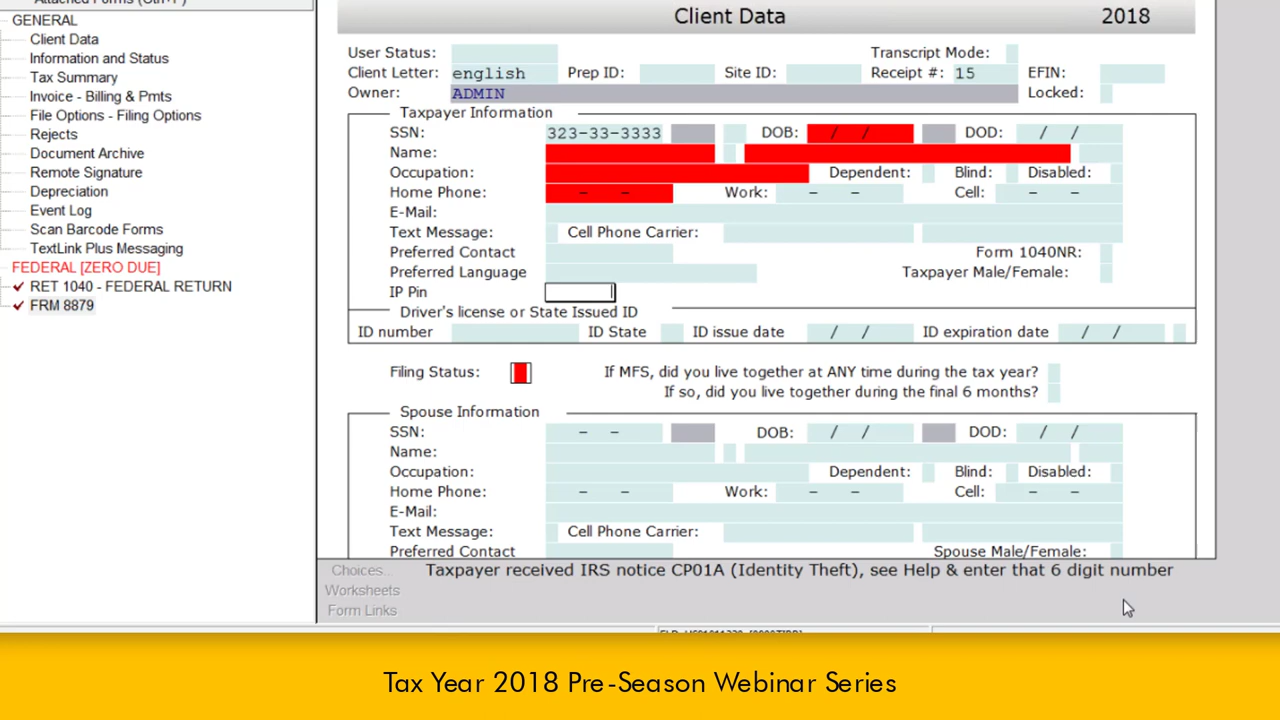 Attached Forms (Ctrl+F)
GENERAL
Client Data
Information and Status
Tax Summary
Invoice - Billing & Pmts
File Options - Filing Options
Rejects
Document Archive
Remote Signature
Depreciation
Event Log
Scan Barcode Forms
TextLink Plus Messaging
FEDERAL [ZERO DUE]
RET 1040 - FEDERAL RETURN
FRM 8879
Client Data 2018
User Status: Transcript Mode:
Client Letter: english Prep ID: Site ID: Receipt #: 15 EFIN:
Owner: ADMIN Locked:
Taxpayer Information
SSN: 323-33-3333 DOB: / / DOD: / /
Name:
Occupation: Dependent: Blind: Disabled:
Home Phone: - - Work: - - Cell: - -
E-Mail:
Text Message: Cell Phone Carrier:
Preferred Contact Form 1040NR:
Preferred Language Taxpayer Male/Female:
IP Pin
Driver's license or State Issued ID
ID number ID State ID issue date / / ID expiration date / /
Filing Status: If MFS, did you live together at ANY time during the tax year?
If so, did you live together during the final 6 months?
Spouse Information
SSN: - - DOB: / / DOD: / /
Name:
Occupation: Dependent: Blind: Disabled:
Home Phone: - - Work: - - Cell: - -
E-Mail:
Text Message: Cell Phone Carrier:
Preferred Contact Spouse Male/Female:
Choices... Taxpayer received IRS notice CP01A (Identity Theft), see Help & enter that 6 digit number
Worksheets
Form Links
Tax Year 2018 Pre-Season Webinar Series